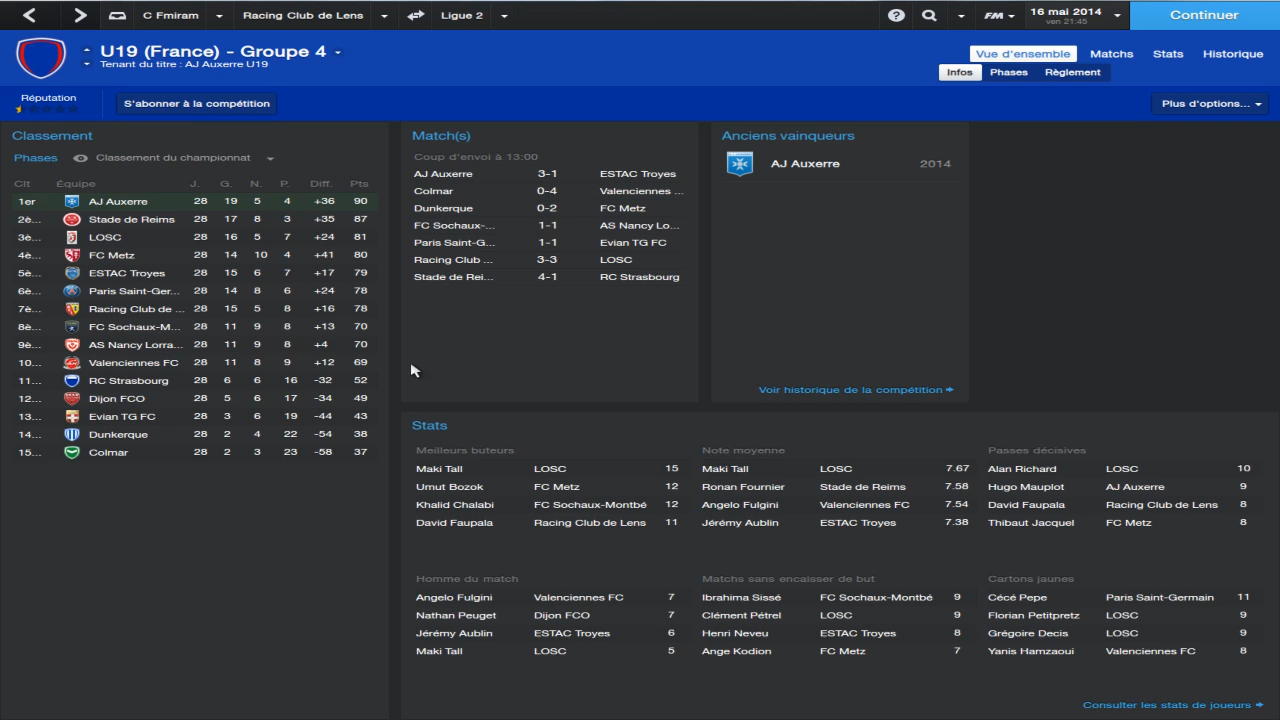 C Fmiram Racing Club de Lens Ligue 2 FM 16 mai 2014 ven 21:45 Continuer
U19 (France) - Groupe 4
Tenant du titre : AJ Auxerre U19
Vue d'ensemble Matchs Stats Historique
Infos Phases Règlement
Réputation
S'abonner à la compétition
Plus d'options...
Classement
Phases Classement du championnat
Clt Équipe J. G. N. P. Diff. Pts
1er AJ Auxerre 28 19 5 4 +36 90
2è... Stade de Reims 28 17 8 3 +35 87
3è... LOSC 28 16 5 7 +24 81
4è... FC Metz 28 14 10 4 +41 80
5è... ESTAC Troyes 28 15 6 7 +17 79
6è... Paris Saint-Ger... 28 14 8 6 +24 78
7è... Racing Club de ... 28 15 5 8 +16 78
8è... FC Sochaux-M... 28 11 9 8 +13 70
9è... AS Nancy Lorra... 28 11 9 8 +4 70
10... Valenciennes FC 28 11 8 9 +12 69
11... RC Strasbourg 28 6 6 16 -32 52
12... Dijon FCO 28 5 6 17 -34 49
13... Evian TG FC 28 3 6 19 -44 43
14... Dunkerque 28 2 4 22 -54 38
15... Colmar 28 2 3 23 -58 37
Match(s)
Coup d'envoi à 13:00
AJ Auxerre 3-1 ESTAC Troyes
Colmar 0-4 Valenciennes ...
Dunkerque 0-2 FC Metz
FC Sochaux-... 1-1 AS Nancy Lo...
Paris Saint-G... 1-1 Evian TG FC
Racing Club ... 3-3 LOSC
Stade de Rei... 4-1 RC Strasbourg
Anciens vainqueurs
AJ Auxerre 2014
Voir historique de la compétition
Stats
Meilleurs buteurs
Maki Tall LOSC 15
Umut Bozok FC Metz 12
Khalid Chalabi FC Sochaux-Montbé 12
David Faupala Racing Club de Lens 11
Note moyenne
Maki Tall LOSC 7.67
Ronan Fournier Stade de Reims 7.58
Angelo Fulgini Valenciennes FC 7.54
Jérémy Aublin ESTAC Troyes 7.38
Passes décisives
Alan Richard LOSC 10
Hugo Mauplot AJ Auxerre 9
David Faupala Racing Club de Lens 8
Thibaut Jacquel FC Metz 8
Homme du match
Angelo Fulgini Valenciennes FC 7
Nathan Peuget Dijon FCO 7
Jérémy Aublin ESTAC Troyes 6
Maki Tall LOSC 5
Matchs sans encaisser de but
Ibrahima Sissé FC Sochaux-Montbé 9
Clément Pétrel LOSC 9
Henri Neveu ESTAC Troyes 8
Ange Kodion FC Metz 7
Cartons jaunes
Cécé Pepe Paris Saint-Germain 11
Florian Petitpretz LOSC 9
Grégoire Decis LOSC 9
Yanis Hamzaoui Valenciennes FC 8
Consulter les stats de joueurs